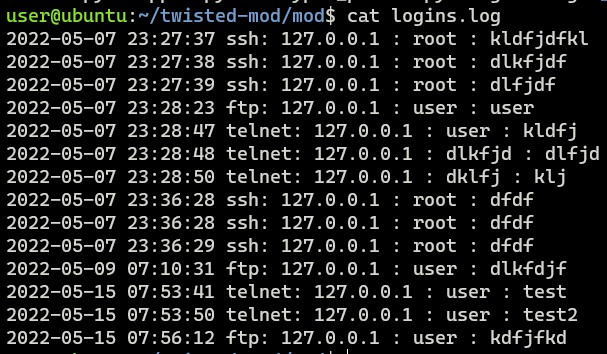 user@ubuntu:~/twisted-mod/mod$ cat logins.log
2022-05-07 23:27:37 ssh: 127.0.0.1 : root : kldfjdfkl
2022-05-07 23:27:38 ssh: 127.0.0.1 : root : dlkfjdf
2022-05-07 23:27:39 ssh: 127.0.0.1 : root : dlfjdf
2022-05-07 23:28:23 ftp: 127.0.0.1 : user : user
2022-05-07 23:28:47 telnet: 127.0.0.1 : user : kldfj
2022-05-07 23:28:48 telnet: 127.0.0.1 : dlkfjd : dlfjd
2022-05-07 23:28:50 telnet: 127.0.0.1 : dklfj : klj
2022-05-07 23:36:28 ssh: 127.0.0.1 : root : dfdf
2022-05-07 23:36:28 ssh: 127.0.0.1 : root : dfdf
2022-05-07 23:36:29 ssh: 127.0.0.1 : root : dfdf
2022-05-09 07:10:31 ftp: 127.0.0.1 : user : dlkfdjf
2022-05-15 07:53:41 telnet: 127.0.0.1 : user : test
2022-05-15 07:53:50 telnet: 127.0.0.1 : user : test2
2022-05-15 07:56:12 ftp: 127.0.0.1 : user : kdfjfkd